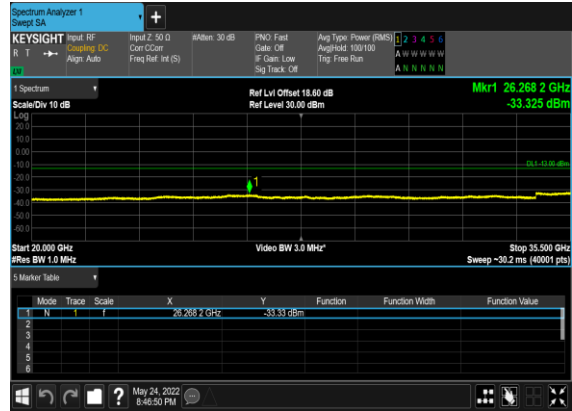 Spectrum Analyzer 1
Swept SA
+
KEYSIGHT Input: RF Input Z: 50 Ω #Atten: 30 dB PNO: Fast Avg Type: Power (RMS) 1 2 3 4 5 6
R T Coupling: DC Corr CCorr Gate: Off Avg|Hold: 100/100 A W W W W W
Align: Auto Freq Ref: Int (S) IF Gain: Low Trig: Free Run
Sig Track: Off A N N N N N
1 Spectrum Ref Lvl Offset 18.60 dB Mkr1 26.268 2 GHz
Scale/Div 10 dB Ref Level 30.00 dBm -33.325 dBm
Log
20.0
10.0
0.00
-10.0
DL1 -13.00 dBm
-20.0
1
-30.0
-40.0
-50.0
-60.0
Start 20.000 GHz Video BW 3.0 MHz* Stop 35.500 GHz
#Res BW 1.0 MHz Sweep ~30.2 ms (40001 pts)
5 Marker Table
Mode Trace Scale X Y Function Function Width Function Value
1 N 1 f 26.268 2 GHz -33.33 dBm
2
3
4
5
6
? May 24, 2022
8:46:50 PM